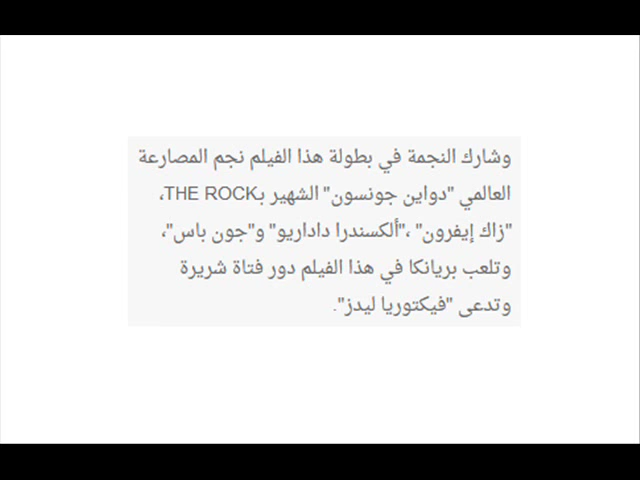 وشارك النجمة في بطولة هذا الفيلم نجم المصارعة
العالمي "دواين جونسون" الشهير بـTHE ROCK،
"زاك إيفرون" ،"ألكسندرا داداريو" و"جون باس"،
وتلعب بريانكا في هذا الفيلم دور فتاة شريرة
وتدعى "فيكتوريا ليدز".